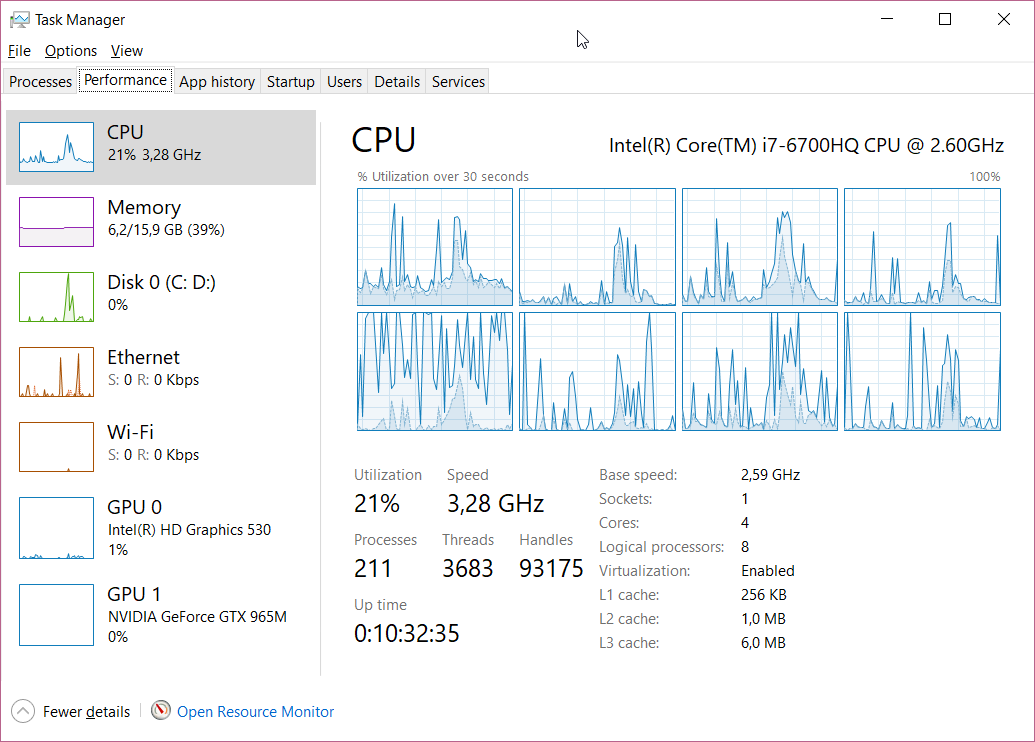 Task Manager
File Options View
Processes Performance App history Startup Users Details Services
CPU
21% 3,28 GHz
Memory
6,2/15,9 GB (39%)
Disk 0 (C: D:)
0%
Ethernet
S: 0 R: 0 Kbps
Wi-Fi
S: 0 R: 0 Kbps
GPU 0
Intel(R) HD Graphics 530
1%
GPU 1
NVIDIA GeForce GTX 965M
0%
CPU
Intel(R) Core(TM) i7-6700HQ CPU @ 2.60GHz
% Utilization over 30 seconds 100%
Utilization Speed
21% 3,28 GHz
Processes Threads Handles
211 3683 93175
Up time
0:10:32:35
Base speed: 2,59 GHz
Sockets: 1
Cores: 4
Logical processors: 8
Virtualization: Enabled
L1 cache: 256 KB
L2 cache: 1,0 MB
L3 cache: 6,0 MB
Fewer details Open Resource Monitor